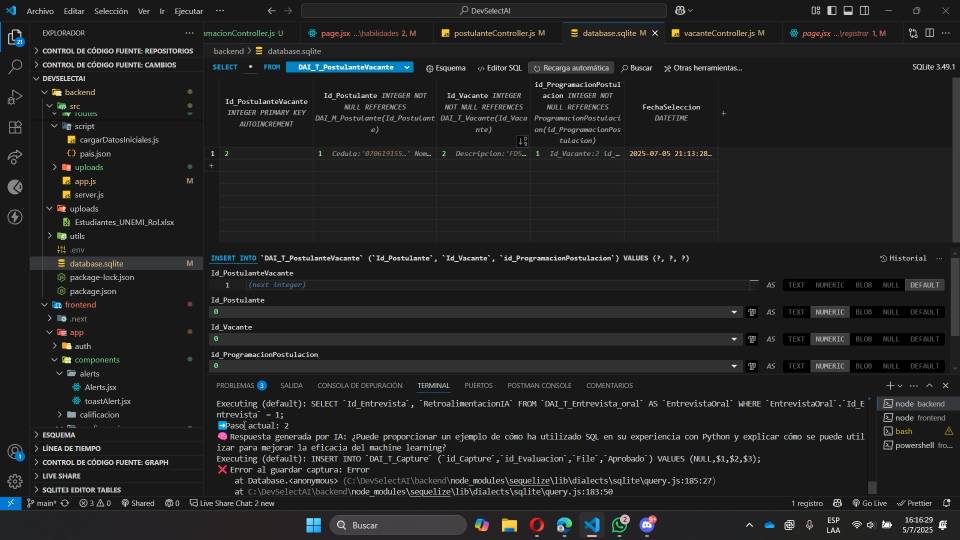 Archivo Editar Selección Ver Ir Ejecutar ···
DevSelectAI
EXPLORADOR ···
CONTROL DE CÓDIGO FUENTE: REPOSITORIOS
CONTROL DE CÓDIGO FUENTE: CAMBIOS
DEVSELECTAI
backend
src
routes
script
cargarDatosIniciales.js
pais.json
uploads
app.js M
server.js
uploads
Estudiantes_UNEMI_Rol.xlsx
utils
.env
database.sqlite M
package-lock.json
package.json
frontend
.next
app
auth
components
alerts
Alerts.jsx
toastAlert.jsx
calificacion
ESQUEMA
LÍNEA DE TIEMPO
CONTROL DE CÓDIGO FUENTE: GRAPH
LIVE SHARE
SQLITE3 EDITOR TABLES
amacionController.js U
page.jsx ...\habilidades 2, M
postulanteController.js M
database.sqlite M
vacanteController.js M
page.jsx ...\registrar 1, M
backend > database.sqlite
SELECT * FROM DAI_T_PostulanteVacante
Esquema
Editor SQL
Recarga automática
Buscar
Otras herramientas...
SQLite 3.49.1
Id_PostulanteVacante
INTEGER PRIMARY KEY
AUTOINCREMENT
Id_Postulante INTEGER NOT
NULL REFERENCES
DAI_M_Postulante(Id_Postulant
e)
Id_Vacante INTEGER
NOT NULL REFERENCES
DAI_T_Vacante(Id_Vaca
nte)
id_ProgramacionPostul
acion INTEGER NOT
NULL REFERENCES
ProgramacionPostulaci
on(id_ProgramacionPos
tulacion)
FechaSeleccion
DATETIME
1 2 1 Cedula:'070619155…' Nom… 2 Descripcion:'FDS… 1 Id_Vacante:2 id_… 2025-07-05 21:13:28…
INSERT INTO `DAI_T_PostulanteVacante` (`Id_Postulante`, `Id_Vacante`, `id_ProgramacionPostulacion`) VALUES (?, ?, ?)
Historial ···
Id_PostulanteVacante
1 (next integer) AS TEXT NUMERIC BLOB NULL DEFAULT
Id_Postulante
0 AS TEXT NUMERIC BLOB NULL DEFAULT
Id_Vacante
0 AS TEXT NUMERIC BLOB NULL DEFAULT
id_ProgramacionPostulacion
0 AS TEXT NUMERIC BLOB NULL DEFAULT
PROBLEMAS 3 SALIDA CONSOLA DE DEPURACIÓN TERMINAL PUERTOS POSTMAN CONSOLE COMENTARIOS
Executing (default): SELECT `Id_Entrevista`, `RetroalimentacionIA` FROM `DAI_T_Entrevista_oral` AS `EntrevistaOral` WHERE `EntrevistaOral`.`Id_E
ntrevista` = 1;
➡️Paso actual: 2
🧠 Respuesta generada por IA: ¿Puede proporcionar un ejemplo de cómo ha utilizado SQL en su experiencia con Python y explicar cómo se puede util
izar para mejorar la eficacia del machine learning?
Executing (default): INSERT INTO `DAI_T_Capture` (`id_Capture`,`id_Evaluacion`,`File`,`Aprobado`) VALUES (NULL,$1,$2,$3);
❌ Error al guardar captura: Error
at Database.<anonymous> (C:\DevSelectAI\backend\node_modules\sequelize\lib\dialects\sqlite\query.js:185:27)
at C:\DevSelectAI\backend\node_modules\sequelize\lib\dialects\sqlite\query.js:183:50
node backend
node frontend
bash
powershell fro...
main* 3 0 Shared 0 Live Share Chat: 2 new 1 registro Go Live Prettier
Buscar
ESP
LAA
16:16:29
5/7/2025